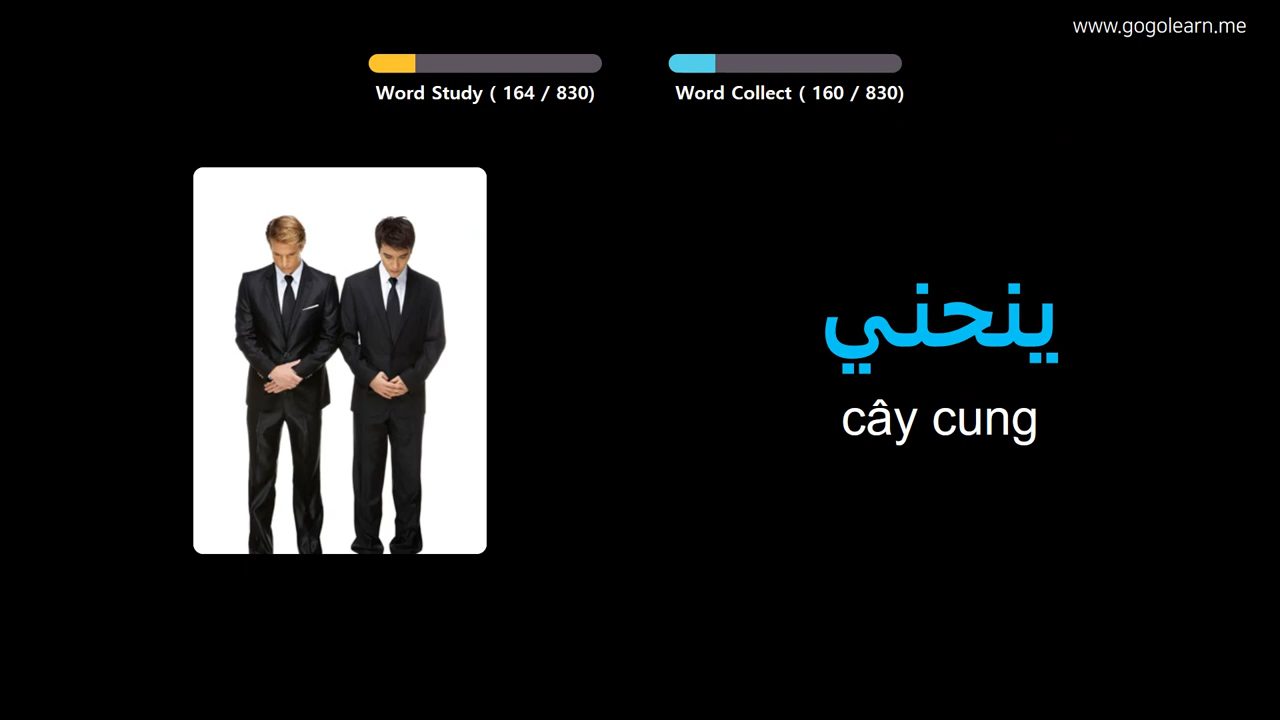 www.gogolearn.me
Word Study ( 164 / 830)
Word Collect ( 160 / 830)
ينحني
cây cung